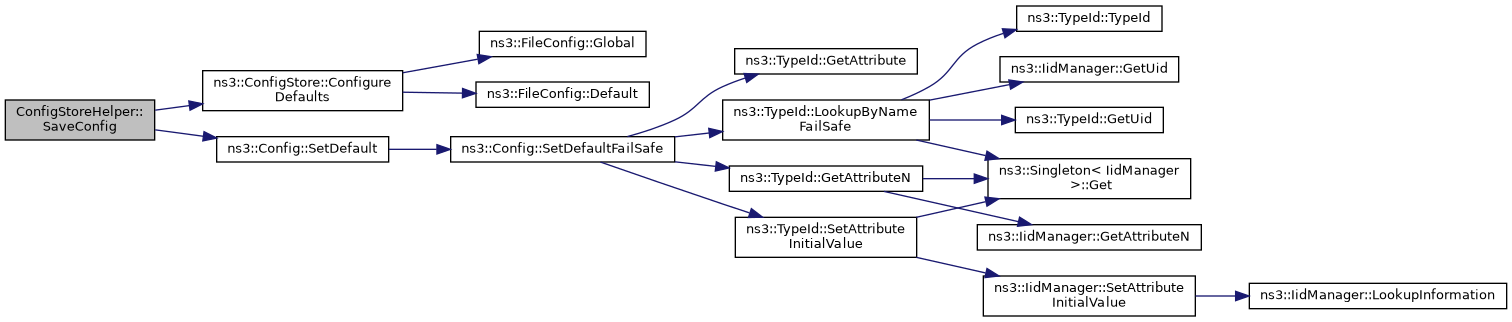 ConfigStoreHelper::
SaveConfig
ns3::ConfigStore::Configure
Defaults
ns3::Config::SetDefault
ns3::FileConfig::Global
ns3::FileConfig::Default
ns3::Config::SetDefaultFailSafe
ns3::TypeId::GetAttribute
ns3::TypeId::LookupByName
FailSafe
ns3::TypeId::GetAttributeN
ns3::TypeId::SetAttribute
InitialValue
ns3::TypeId::TypeId
ns3::IidManager::GetUid
ns3::TypeId::GetUid
ns3::Singleton< IidManager
>::Get
ns3::IidManager::GetAttributeN
ns3::IidManager::SetAttribute
InitialValue
ns3::IidManager::LookupInformation